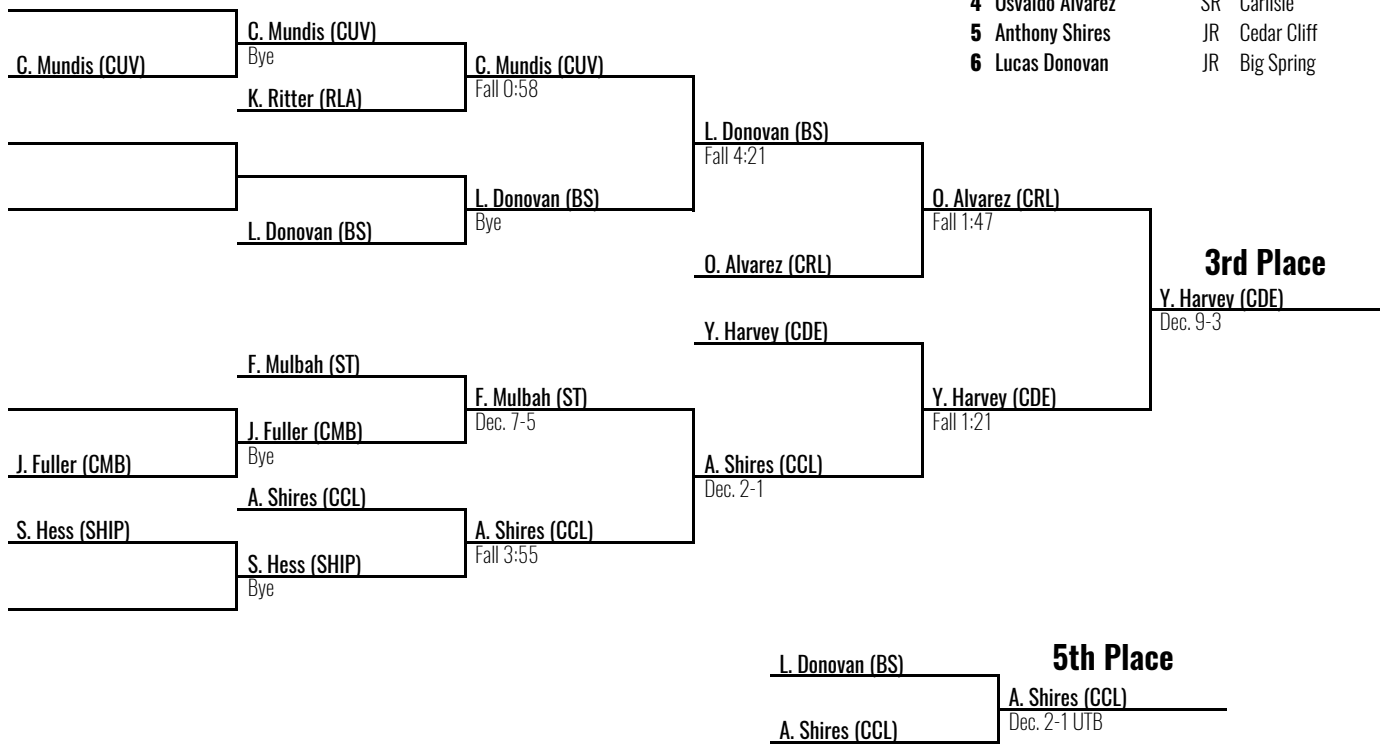 4 Osvaldo Alvarez SR Carlisle
5 Anthony Shires JR Cedar Cliff
6 Lucas Donovan JR Big Spring
C. Mundis (CUV)
C. Mundis (CUV)
Bye
K. Ritter (RLA)
C. Mundis (CUV)
Fall 0:58
L. Donovan (BS)
L. Donovan (BS)
Bye
L. Donovan (BS)
Fall 4:21
O. Alvarez (CRL)
O. Alvarez (CRL)
Fall 1:47
3rd Place
Y. Harvey (CDE)
Dec. 9-3
Y. Harvey (CDE)
Y. Harvey (CDE)
Fall 1:21
F. Mulbah (ST)
J. Fuller (CMB)
J. Fuller (CMB)
Bye
F. Mulbah (ST)
Dec. 7-5
A. Shires (CCL)
Dec. 2-1
A. Shires (CCL)
S. Hess (SHIP)
S. Hess (SHIP)
Bye
A. Shires (CCL)
Fall 3:55
5th Place
L. Donovan (BS)
A. Shires (CCL)
A. Shires (CCL)
Dec. 2-1 UTB